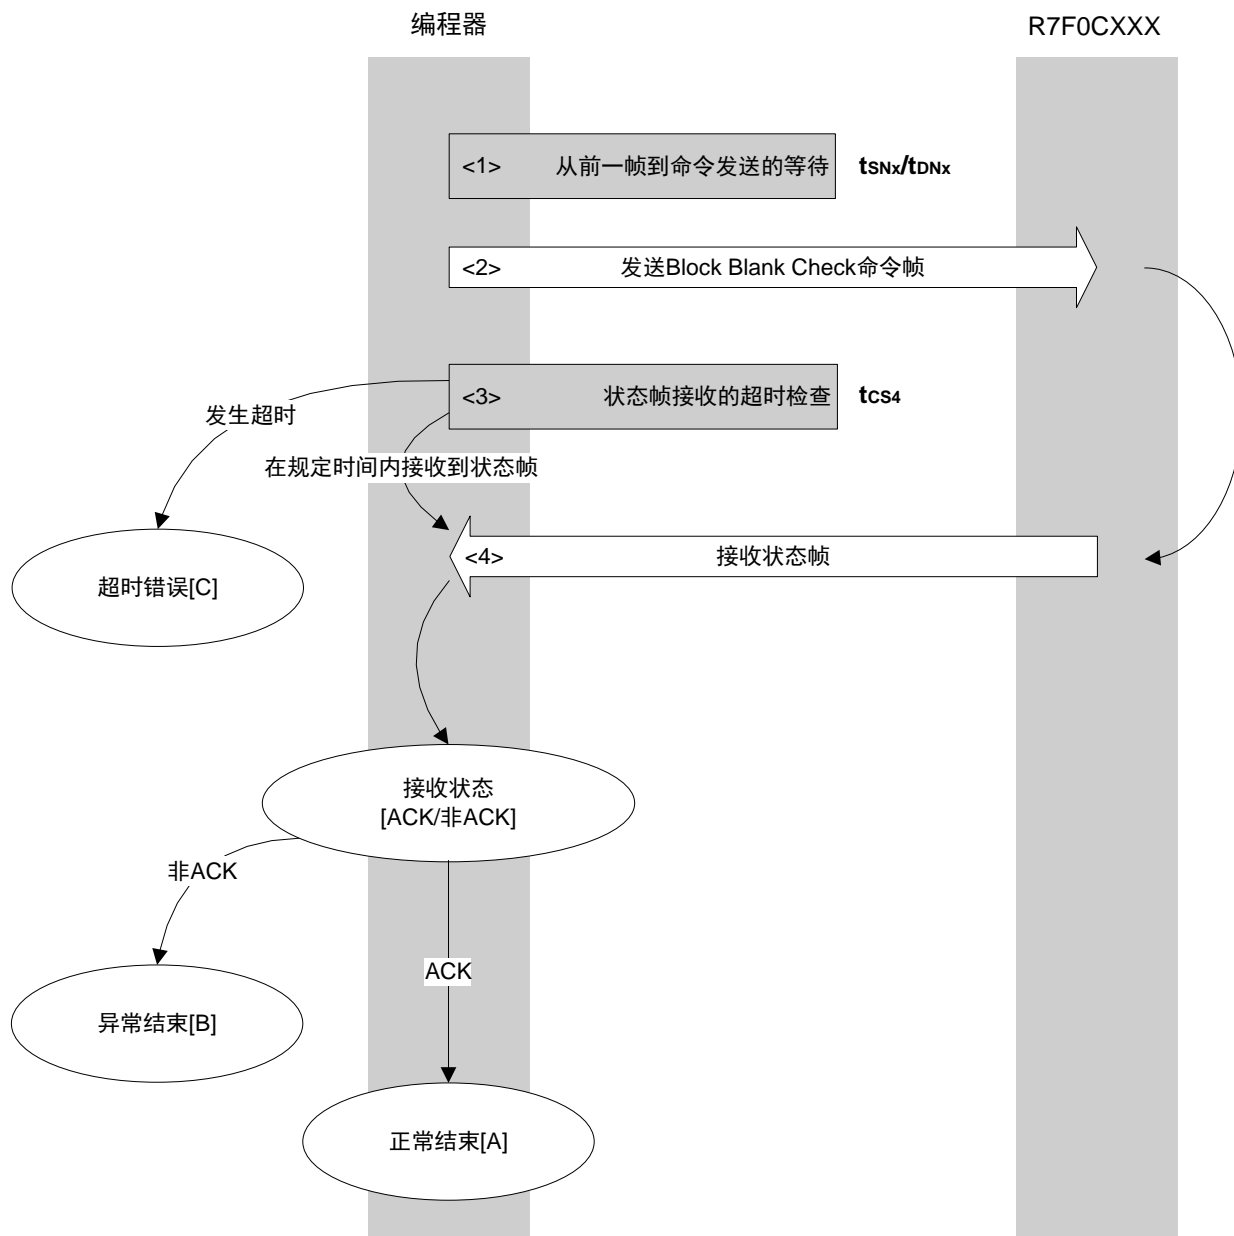 编程器
R7F0CXXX
<1> 从前一帧到命令发送的等待 tSNx/tDNx
<2> 发送Block Blank Check命令帧
<3> 状态帧接收的超时检查 tCS4
发生超时
在规定时间内接收到状态帧
<4> 接收状态帧
超时错误[C]
接收状态
[ACK/非ACK]
非ACK
ACK
异常结束[B]
正常结束[A]